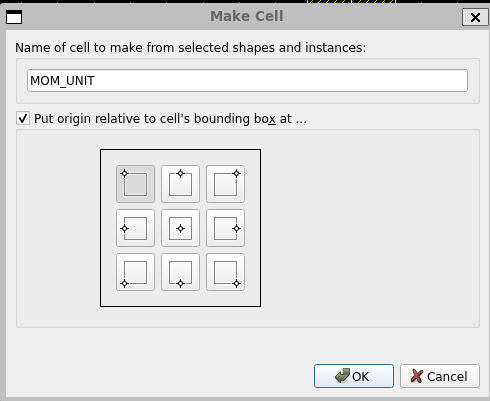 Make Cell
Name of cell to make from selected shapes and instances:
MOM_UNIT
Put origin relative to cell's bounding box at ...
OK
Cancel